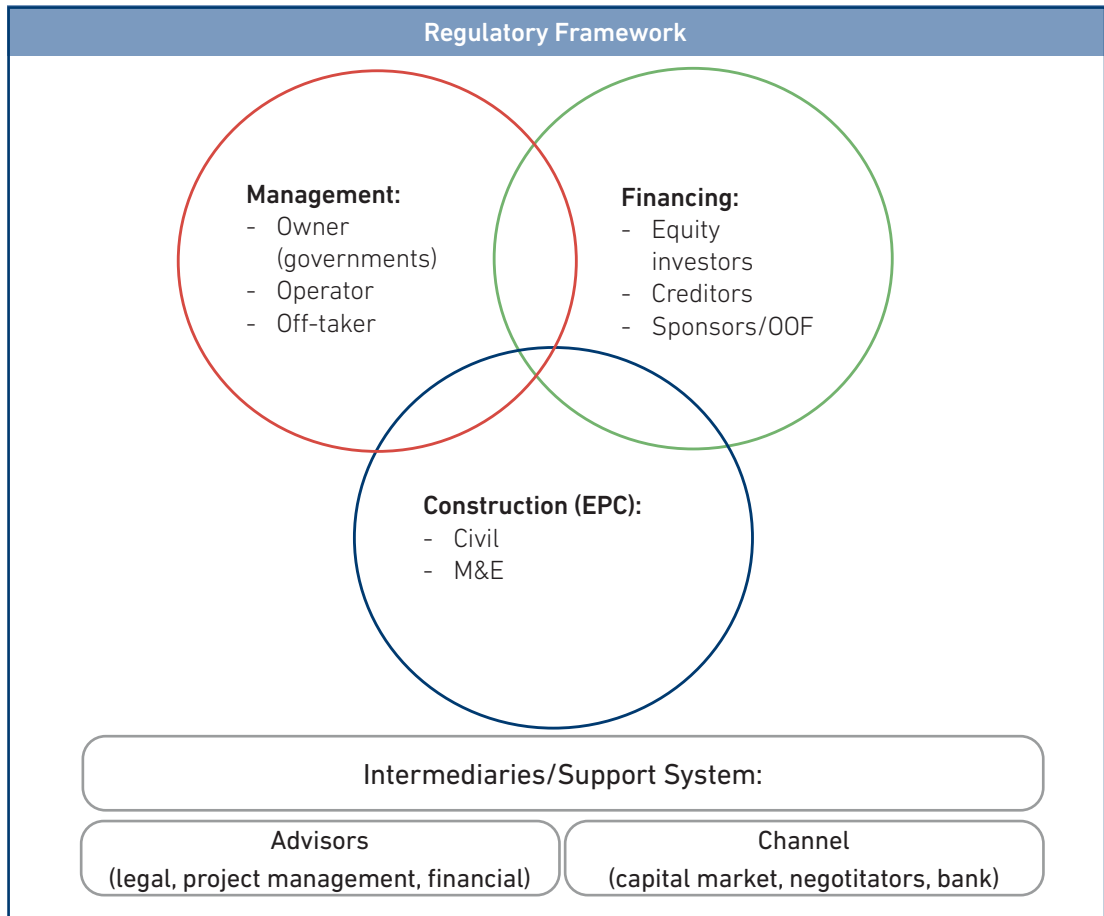 Regulatory Framework
Management:
- Owner
(governments)
- Operator
- Off-taker
Financing:
- Equity
investors
- Creditors
- Sponsors/OOF
Construction (EPC):
- Civil
- M&E
Intermediaries/Support System:
Advisors
(legal, project management, financial)
Channel
(capital market, negotitators, bank)